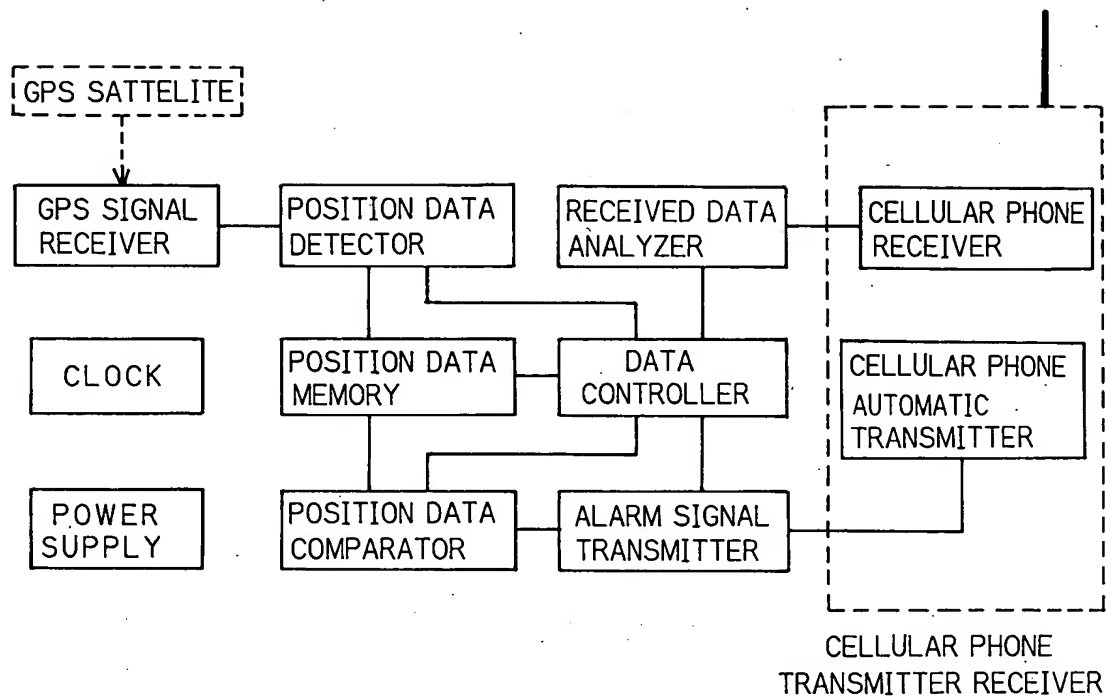 GPS SATTELITE
GPS SIGNAL
RECEIVER
POSITION DATA
DETECTOR
RECEIVED DATA
ANALYZER
CELLULAR PHONE
RECEIVER
CLOCK
POSITION DATA
MEMORY
DATA
CONTROLLER
CELLULAR PHONE
AUTOMATIC
TRANSMITTER
POWER
SUPPLY
POSITION DATA
COMPARATOR
ALARM SIGNAL
TRANSMITTER
CELLULAR PHONE
TRANSMITTER RECEIVER